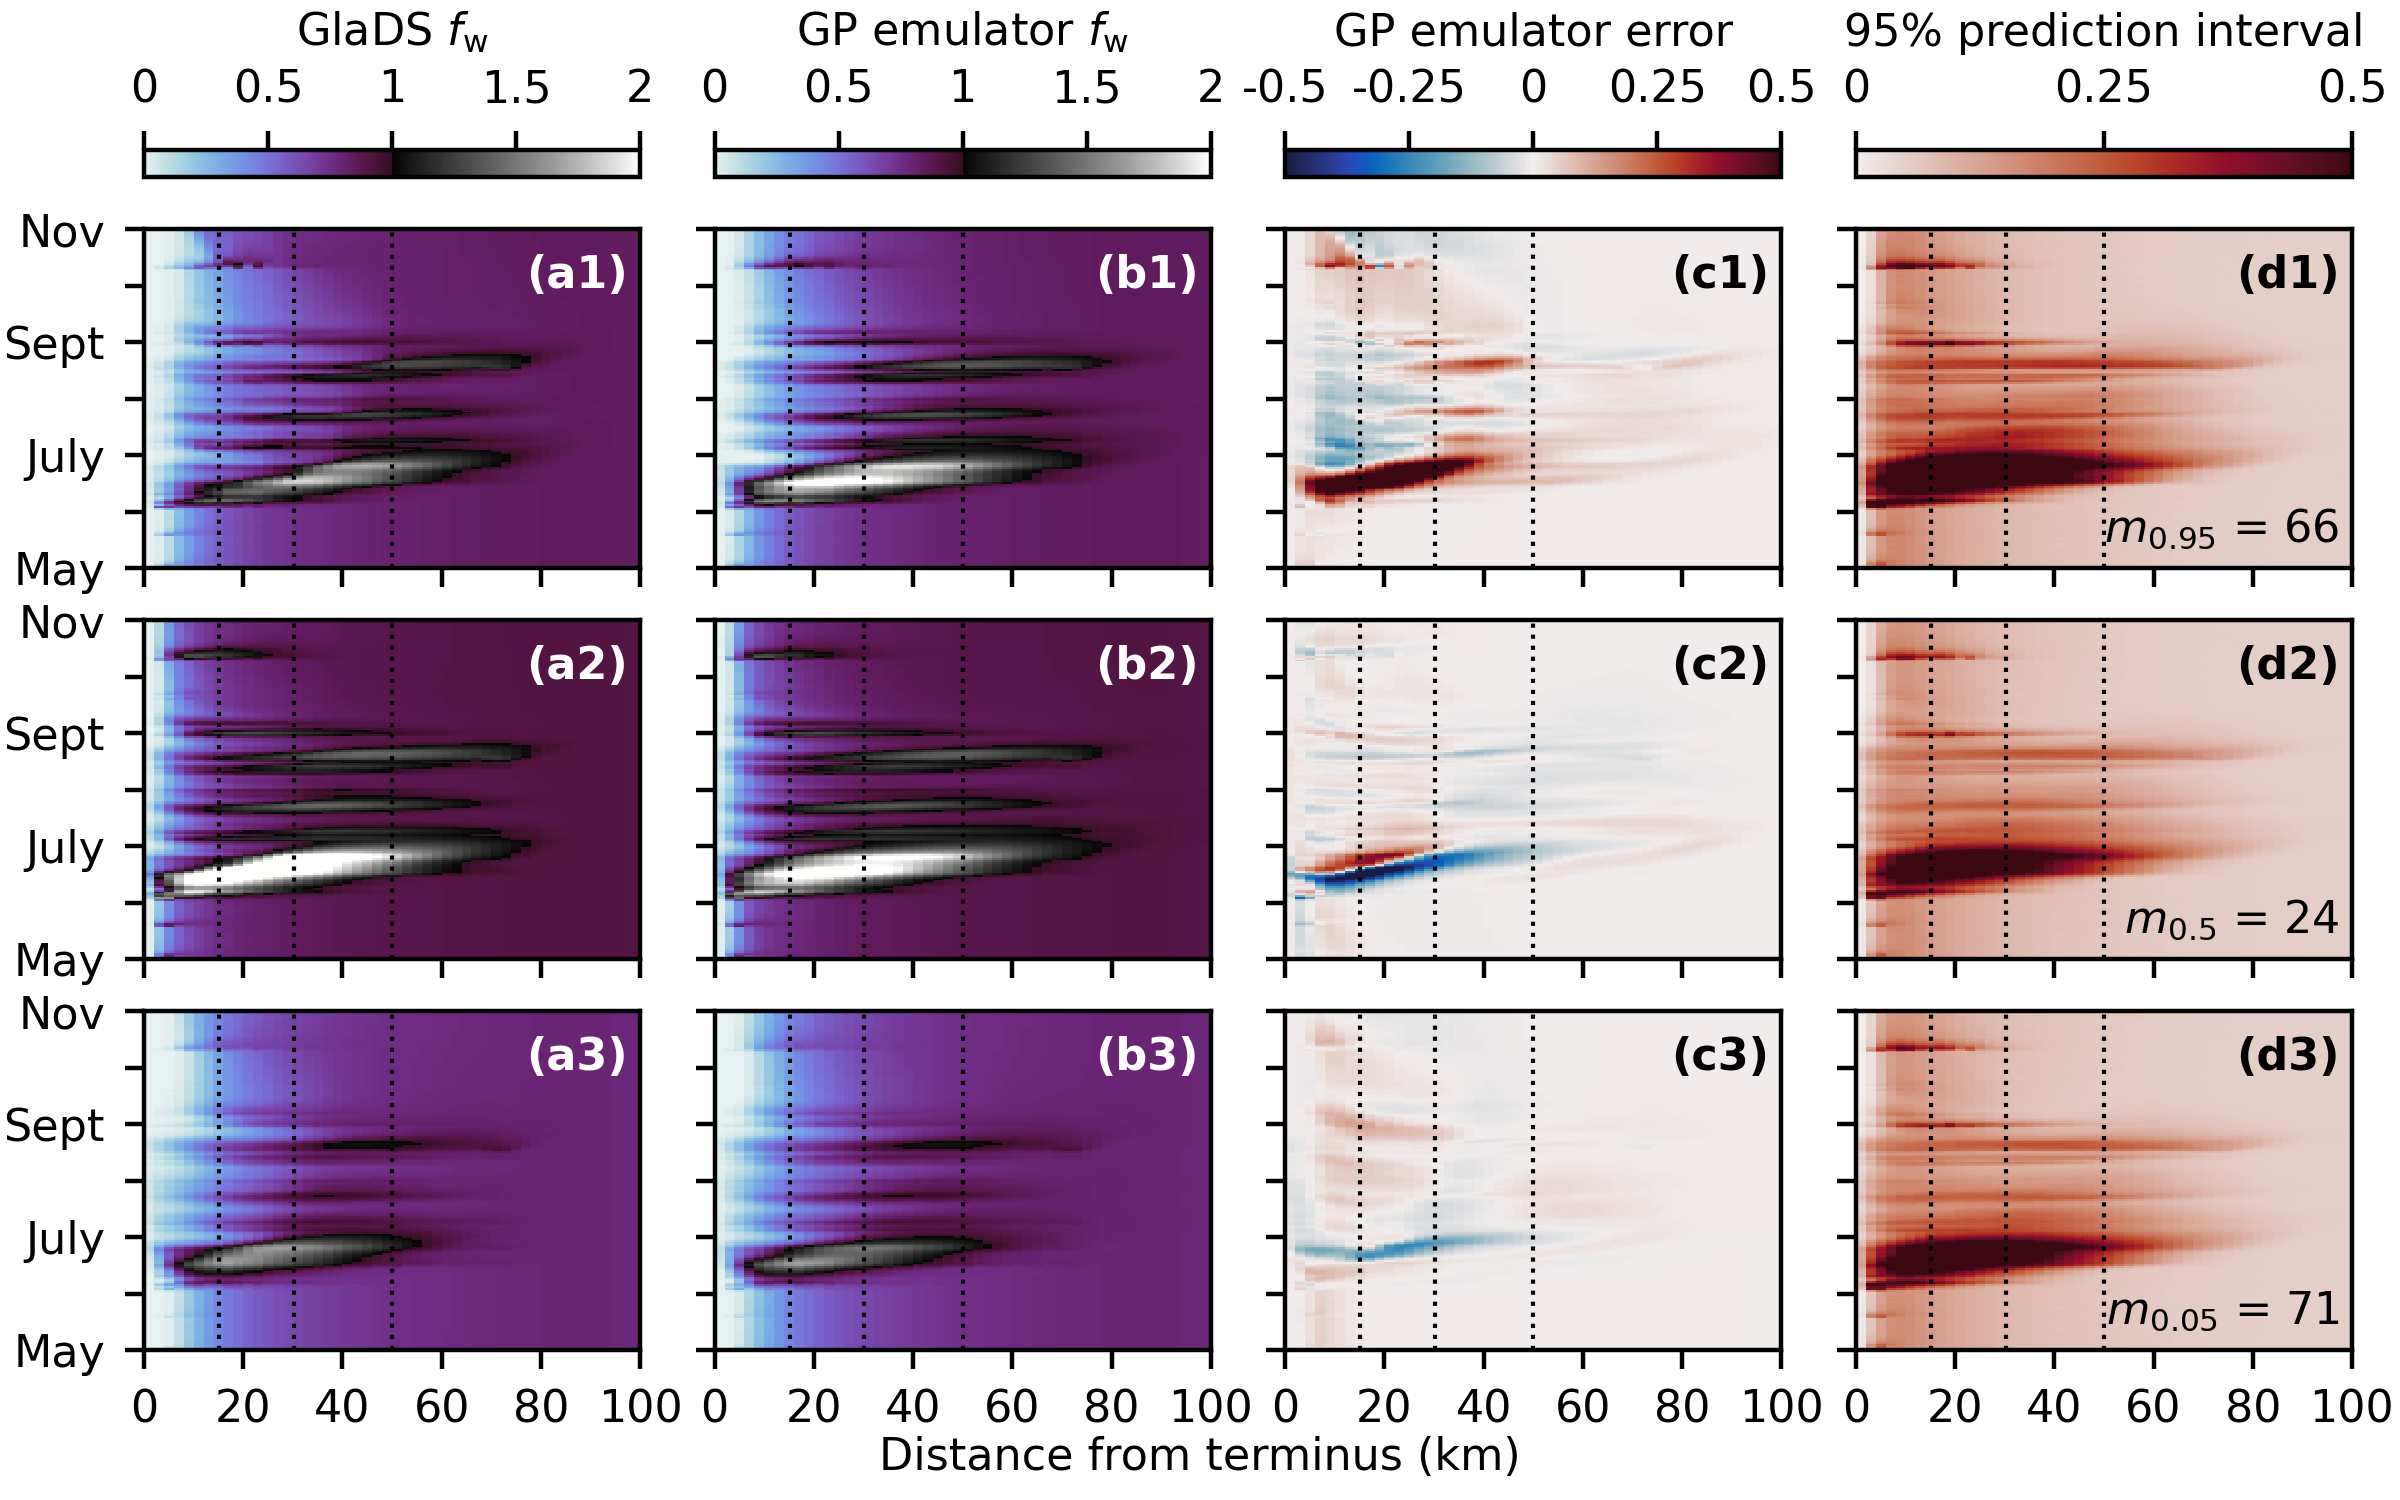 GlaDS f_w GP emulator f_w GP emulator error 95% prediction interval
0 0.5 1 1.5 2 0 0.5 1 1.5 2 -0.5 -0.25 0 0.25 0.5 0 0.25 0.5
Nov (a1) (b1) (c1) (d1)
Sept
July
m_0.95 = 66
May
Nov (a2) (b2) (c2) (d2)
Sept
July
m_0.5 = 24
May
Nov (a3) (b3) (c3) (d3)
Sept
July
m_0.05 = 71
May
0 20 40 60 80 100 0 20 40 60 80 100 0 20 40 60 80 100 0 20 40 60 80 100
Distance from terminus (km)